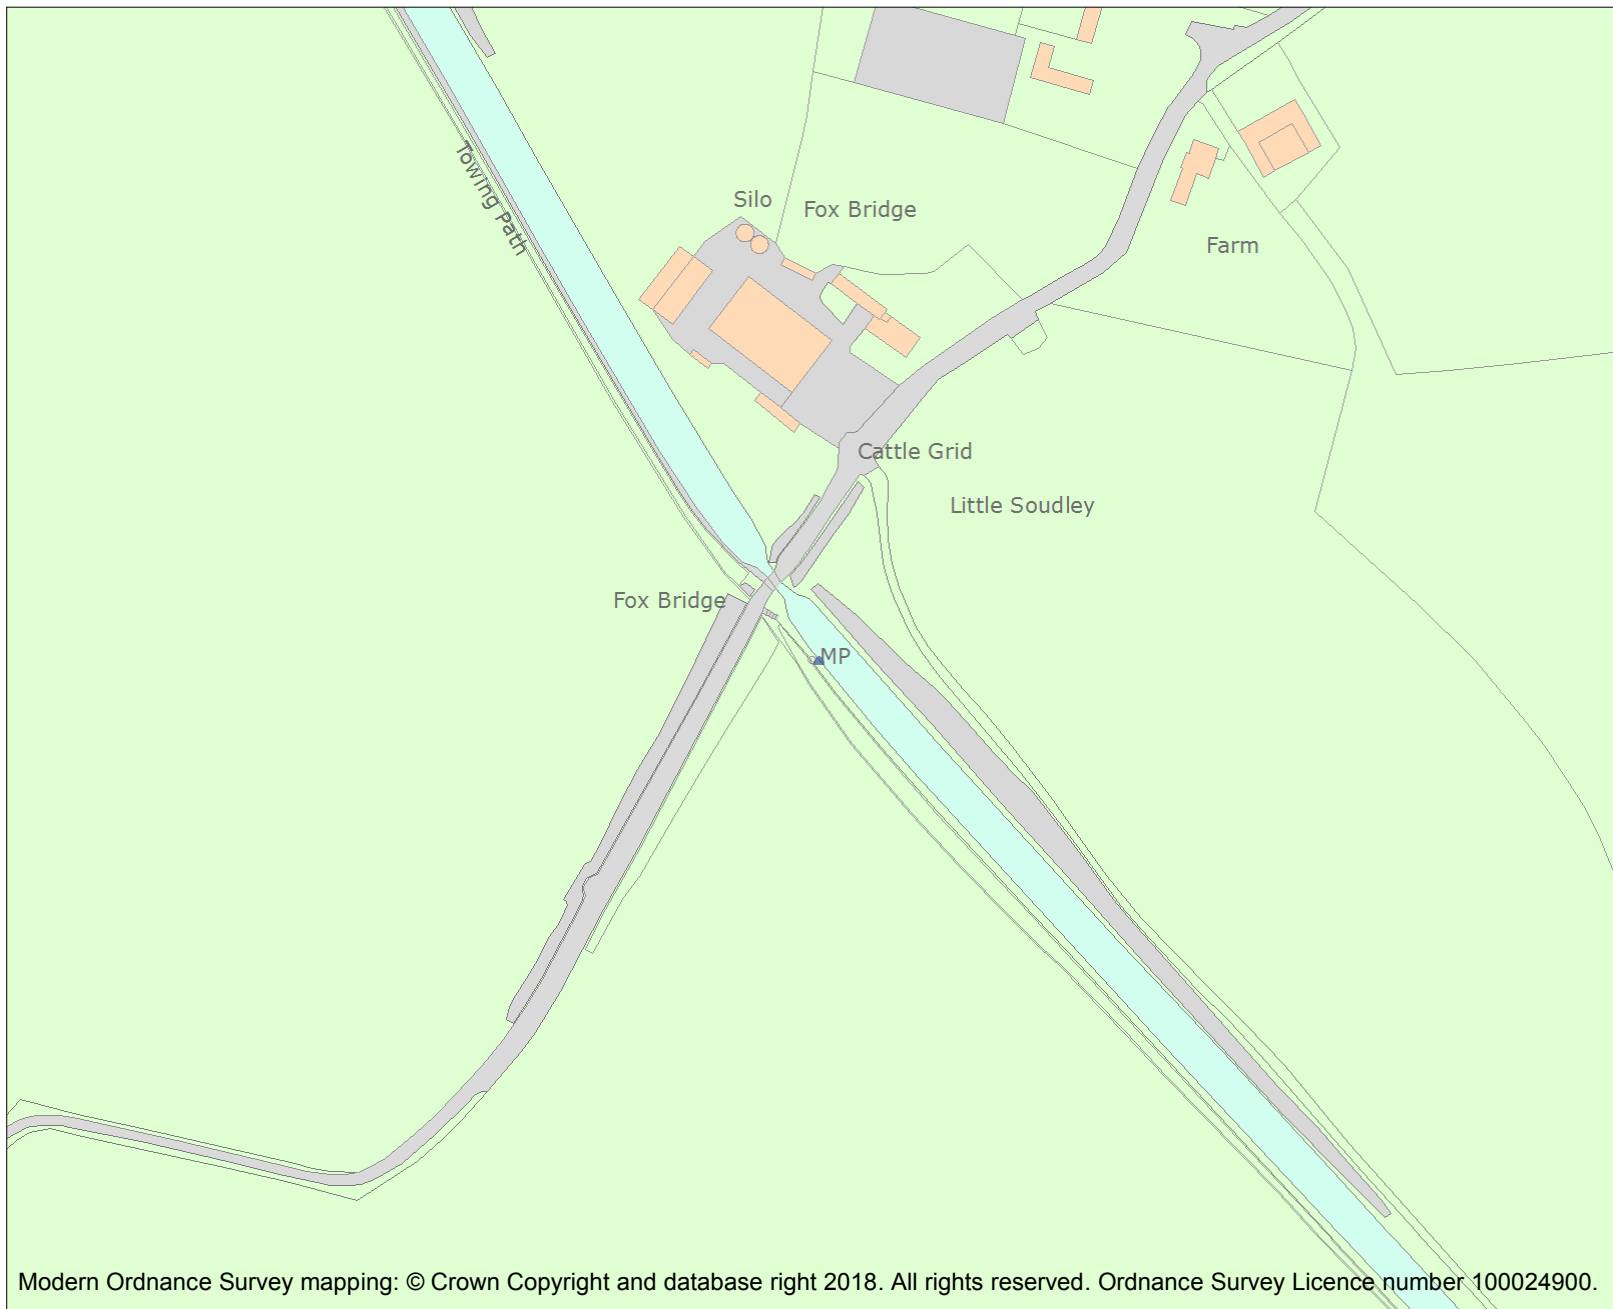 Towing Path
Silo
Fox Bridge
Farm
Cattle Grid
Little Soudley
Fox Bridge
MP
Modern Ordnance Survey mapping: © Crown Copyright and database right 2018. All rights reserved. Ordnance Survey Licence number 100024900.